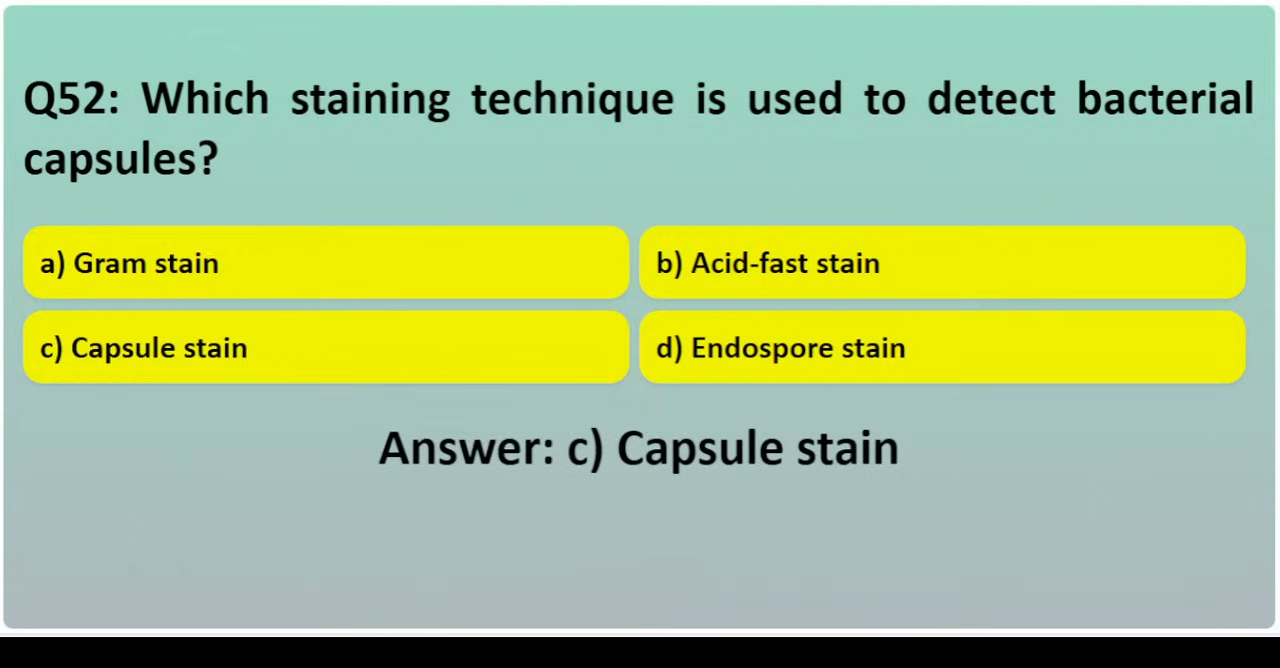 Q52: Which staining technique is used to detect bacterial
capsules?
a) Gram stain
b) Acid-fast stain
c) Capsule stain
d) Endospore stain
Answer: c) Capsule stain